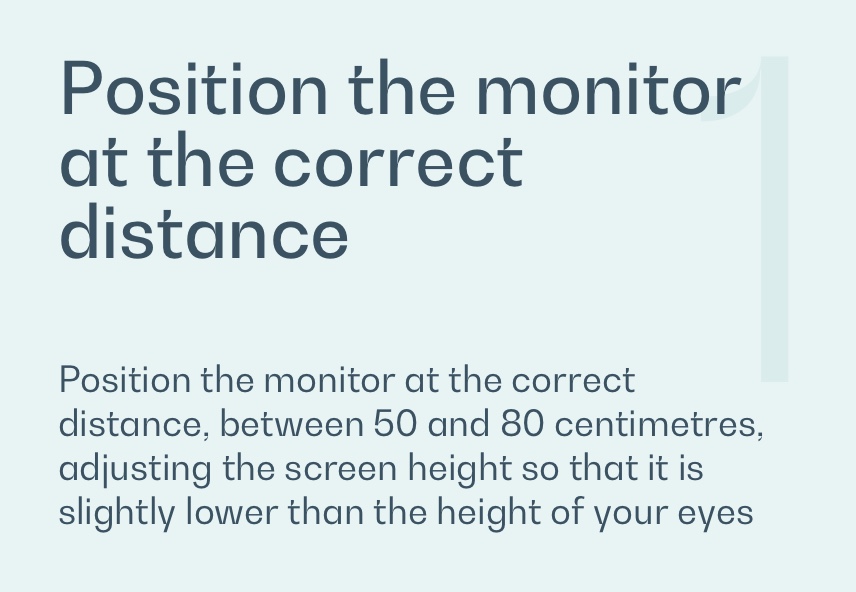 1
Position the monitor
at the correct
distance
Position the monitor at the correct
distance, between 50 and 80 centimetres,
adjusting the screen height so that it is
slightly lower than the height of your eyes